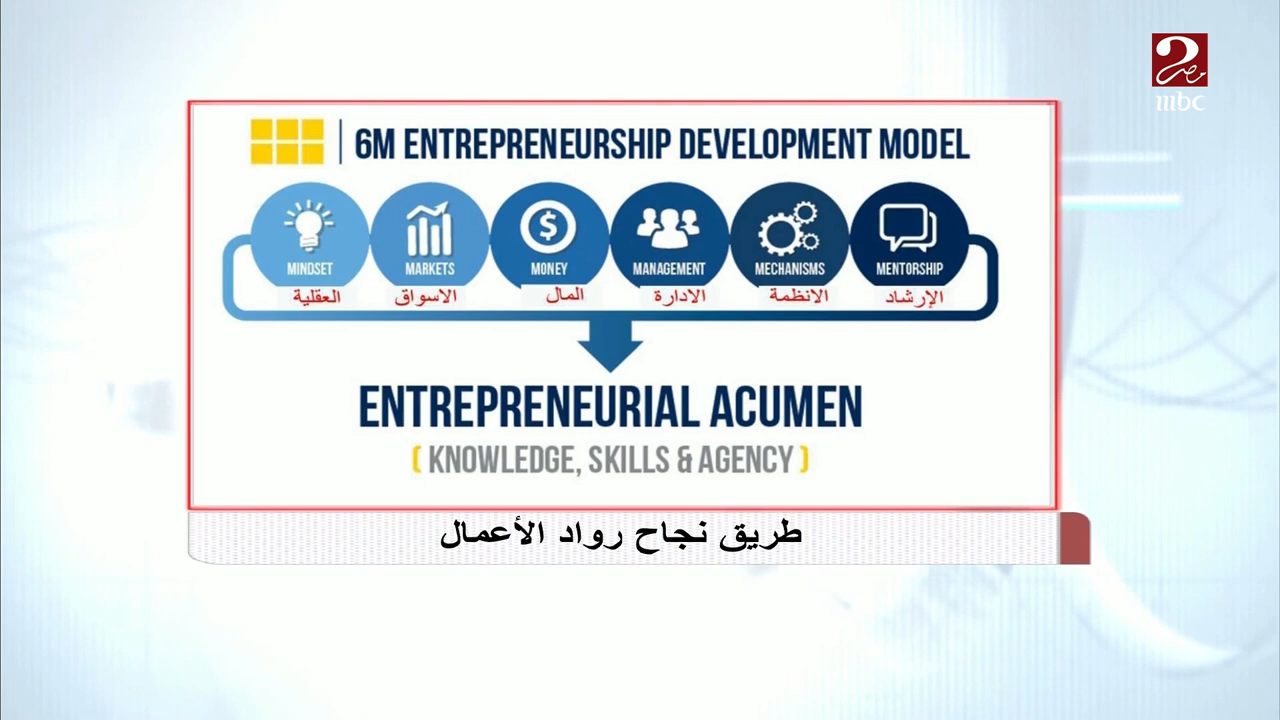 مصر
mbc
6M ENTREPRENEURSHIP DEVELOPMENT MODEL
MINDSET MARKETS MONEY MANAGEMENT MECHANISMS MENTORSHIP
العقلية الاسواق المال الادارة الانظمة الإرشاد
ENTREPRENEURIAL ACUMEN
( KNOWLEDGE, SKILLS & AGENCY )
طريق نجاح رواد الأعمال